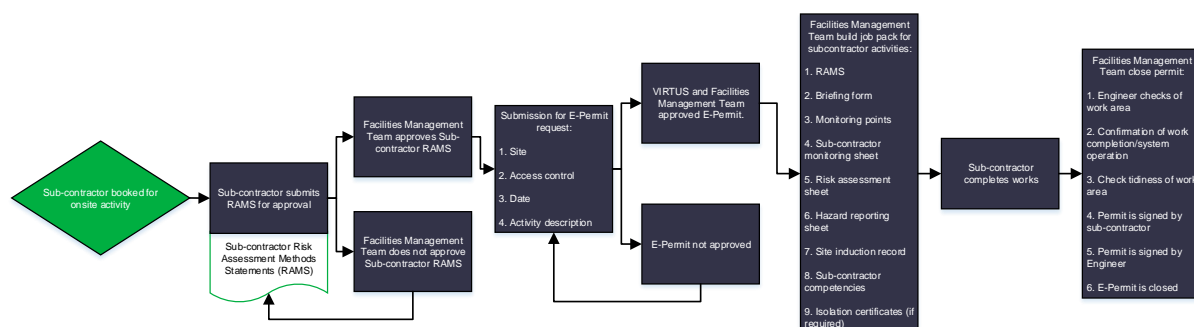 Sub-contractor booked for
onsite activity
Sub-contractor submits
RAMS for approval
Sub-contractor Risk
Assessment Methods
Statements (RAMS)
Facilities Management
Team approves Sub-
contractor RAMS
Facilities Management
Team does not approve
Sub-contractor RAMS
Submission for E-Permit
request:
1. Site
2. Access control
3. Date
4. Activity description
VIRTUS and Facilities
Management Team
approved E-Permit.
E-Permit not approved
Facilities Management
Team build job pack for
subcontractor activities:
1. RAMS
2. Briefing form
3. Monitoring points
4. Sub-contractor
monitoring sheet
5. Risk assessment
sheet
6. Hazard reporting
sheet
7. Site induction record
8. Sub-contractor
competencies
9. Isolation certificates (if
required)
Sub-contractor
completes works
Facilities Management
Team close permit:
1. Engineer checks of
work area
2. Confirmation of work
completion/system
operation
3. Check tidiness of work
area
4. Permit is signed by
sub-contractor
5. Permit is signed by
Engineer
6. E-Permit is closed